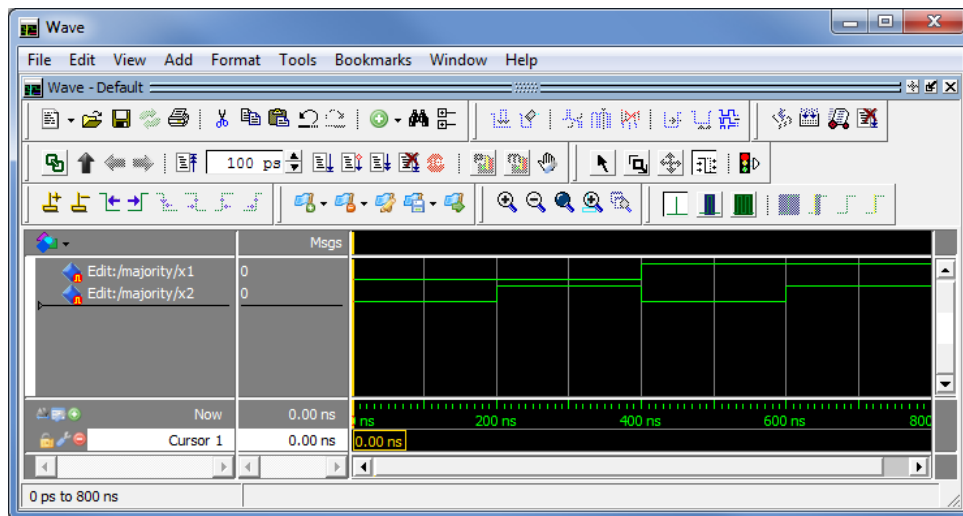 Wave
File Edit View Add Format Tools Bookmarks Window Help
Wave - Default
100 ps
Msgs
Edit:/majority/x1 0
Edit:/majority/x2 0
Now 0.00 ns
ns 200 ns 400 ns 600 ns 800
Cursor 1 0.00 ns 0.00 ns
0 ps to 800 ns